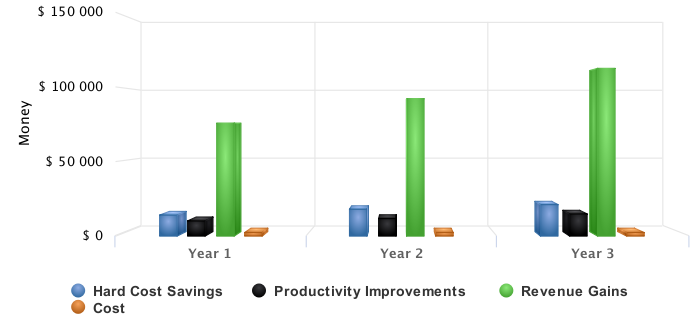 $ 150 000
$ 100 000
$ 50 000
$ 0
Money
Year 1 Year 2 Year 3
Hard Cost Savings Productivity Improvements Revenue Gains
Cost